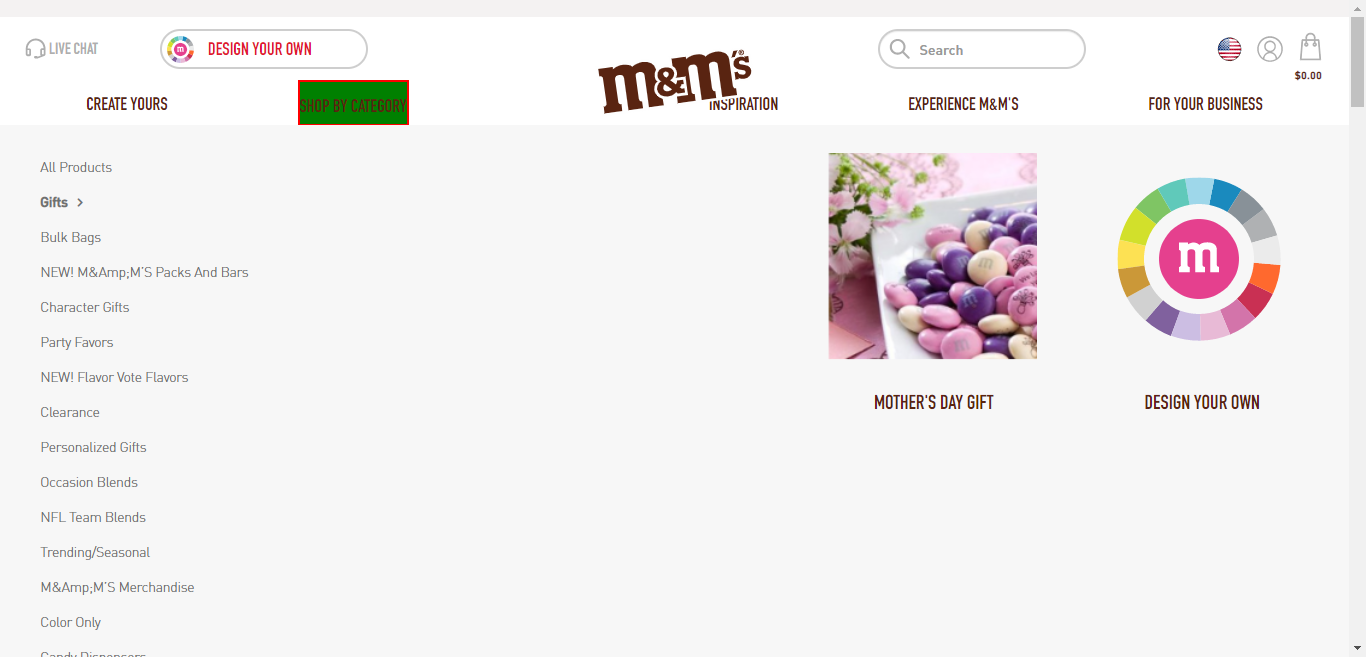 LIVE CHAT
DESIGN YOUR OWN
m&m's®
Search
$0.00
CREATE YOURS
SHOP BY CATEGORY
INSPIRATION
EXPERIENCE M&M'S
FOR YOUR BUSINESS
All Products
Gifts >
Bulk Bags
NEW! M&Amp;M'S Packs And Bars
Character Gifts
Party Favors
NEW! Flavor Vote Flavors
Clearance
Personalized Gifts
Occasion Blends
NFL Team Blends
Trending/Seasonal
M&Amp;M'S Merchandise
Color Only
Candy Dispensers
m
MOTHER'S DAY GIFT
DESIGN YOUR OWN